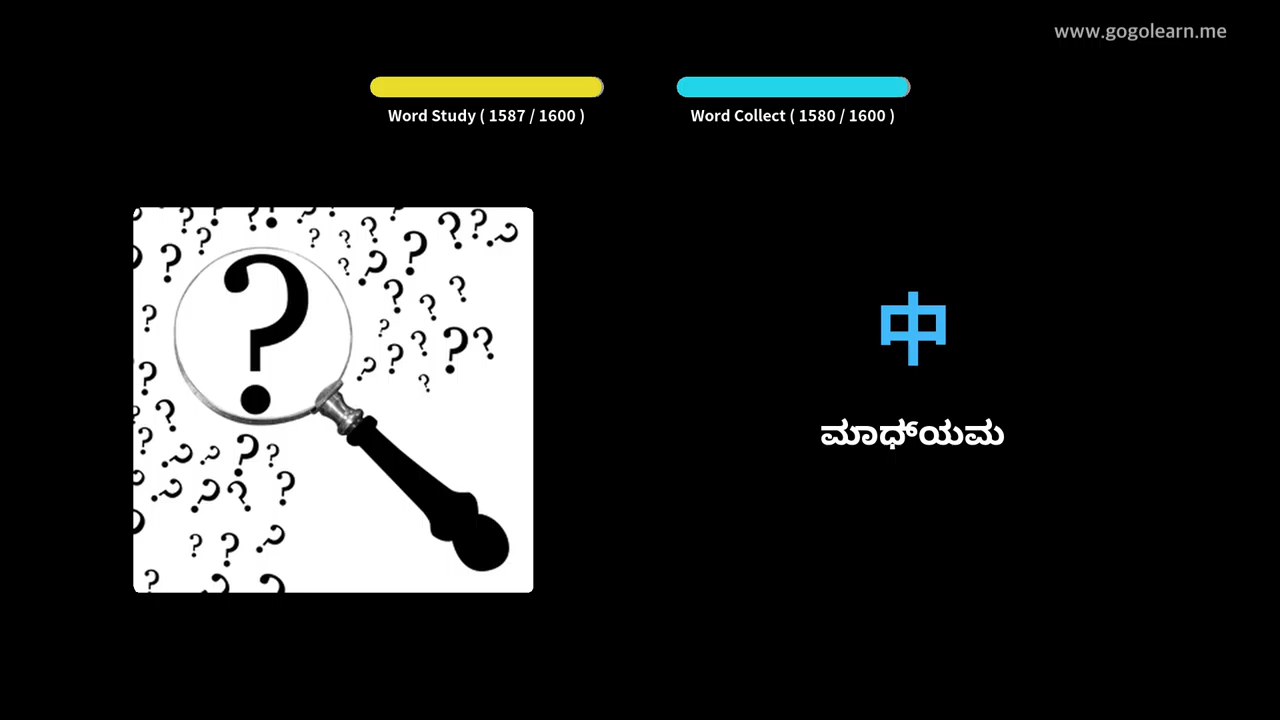 www.gogolearn.me
Word Study ( 1587 / 1600 )
Word Collect ( 1580 / 1600 )
中
ಮಾಧ್‌ಯಮ